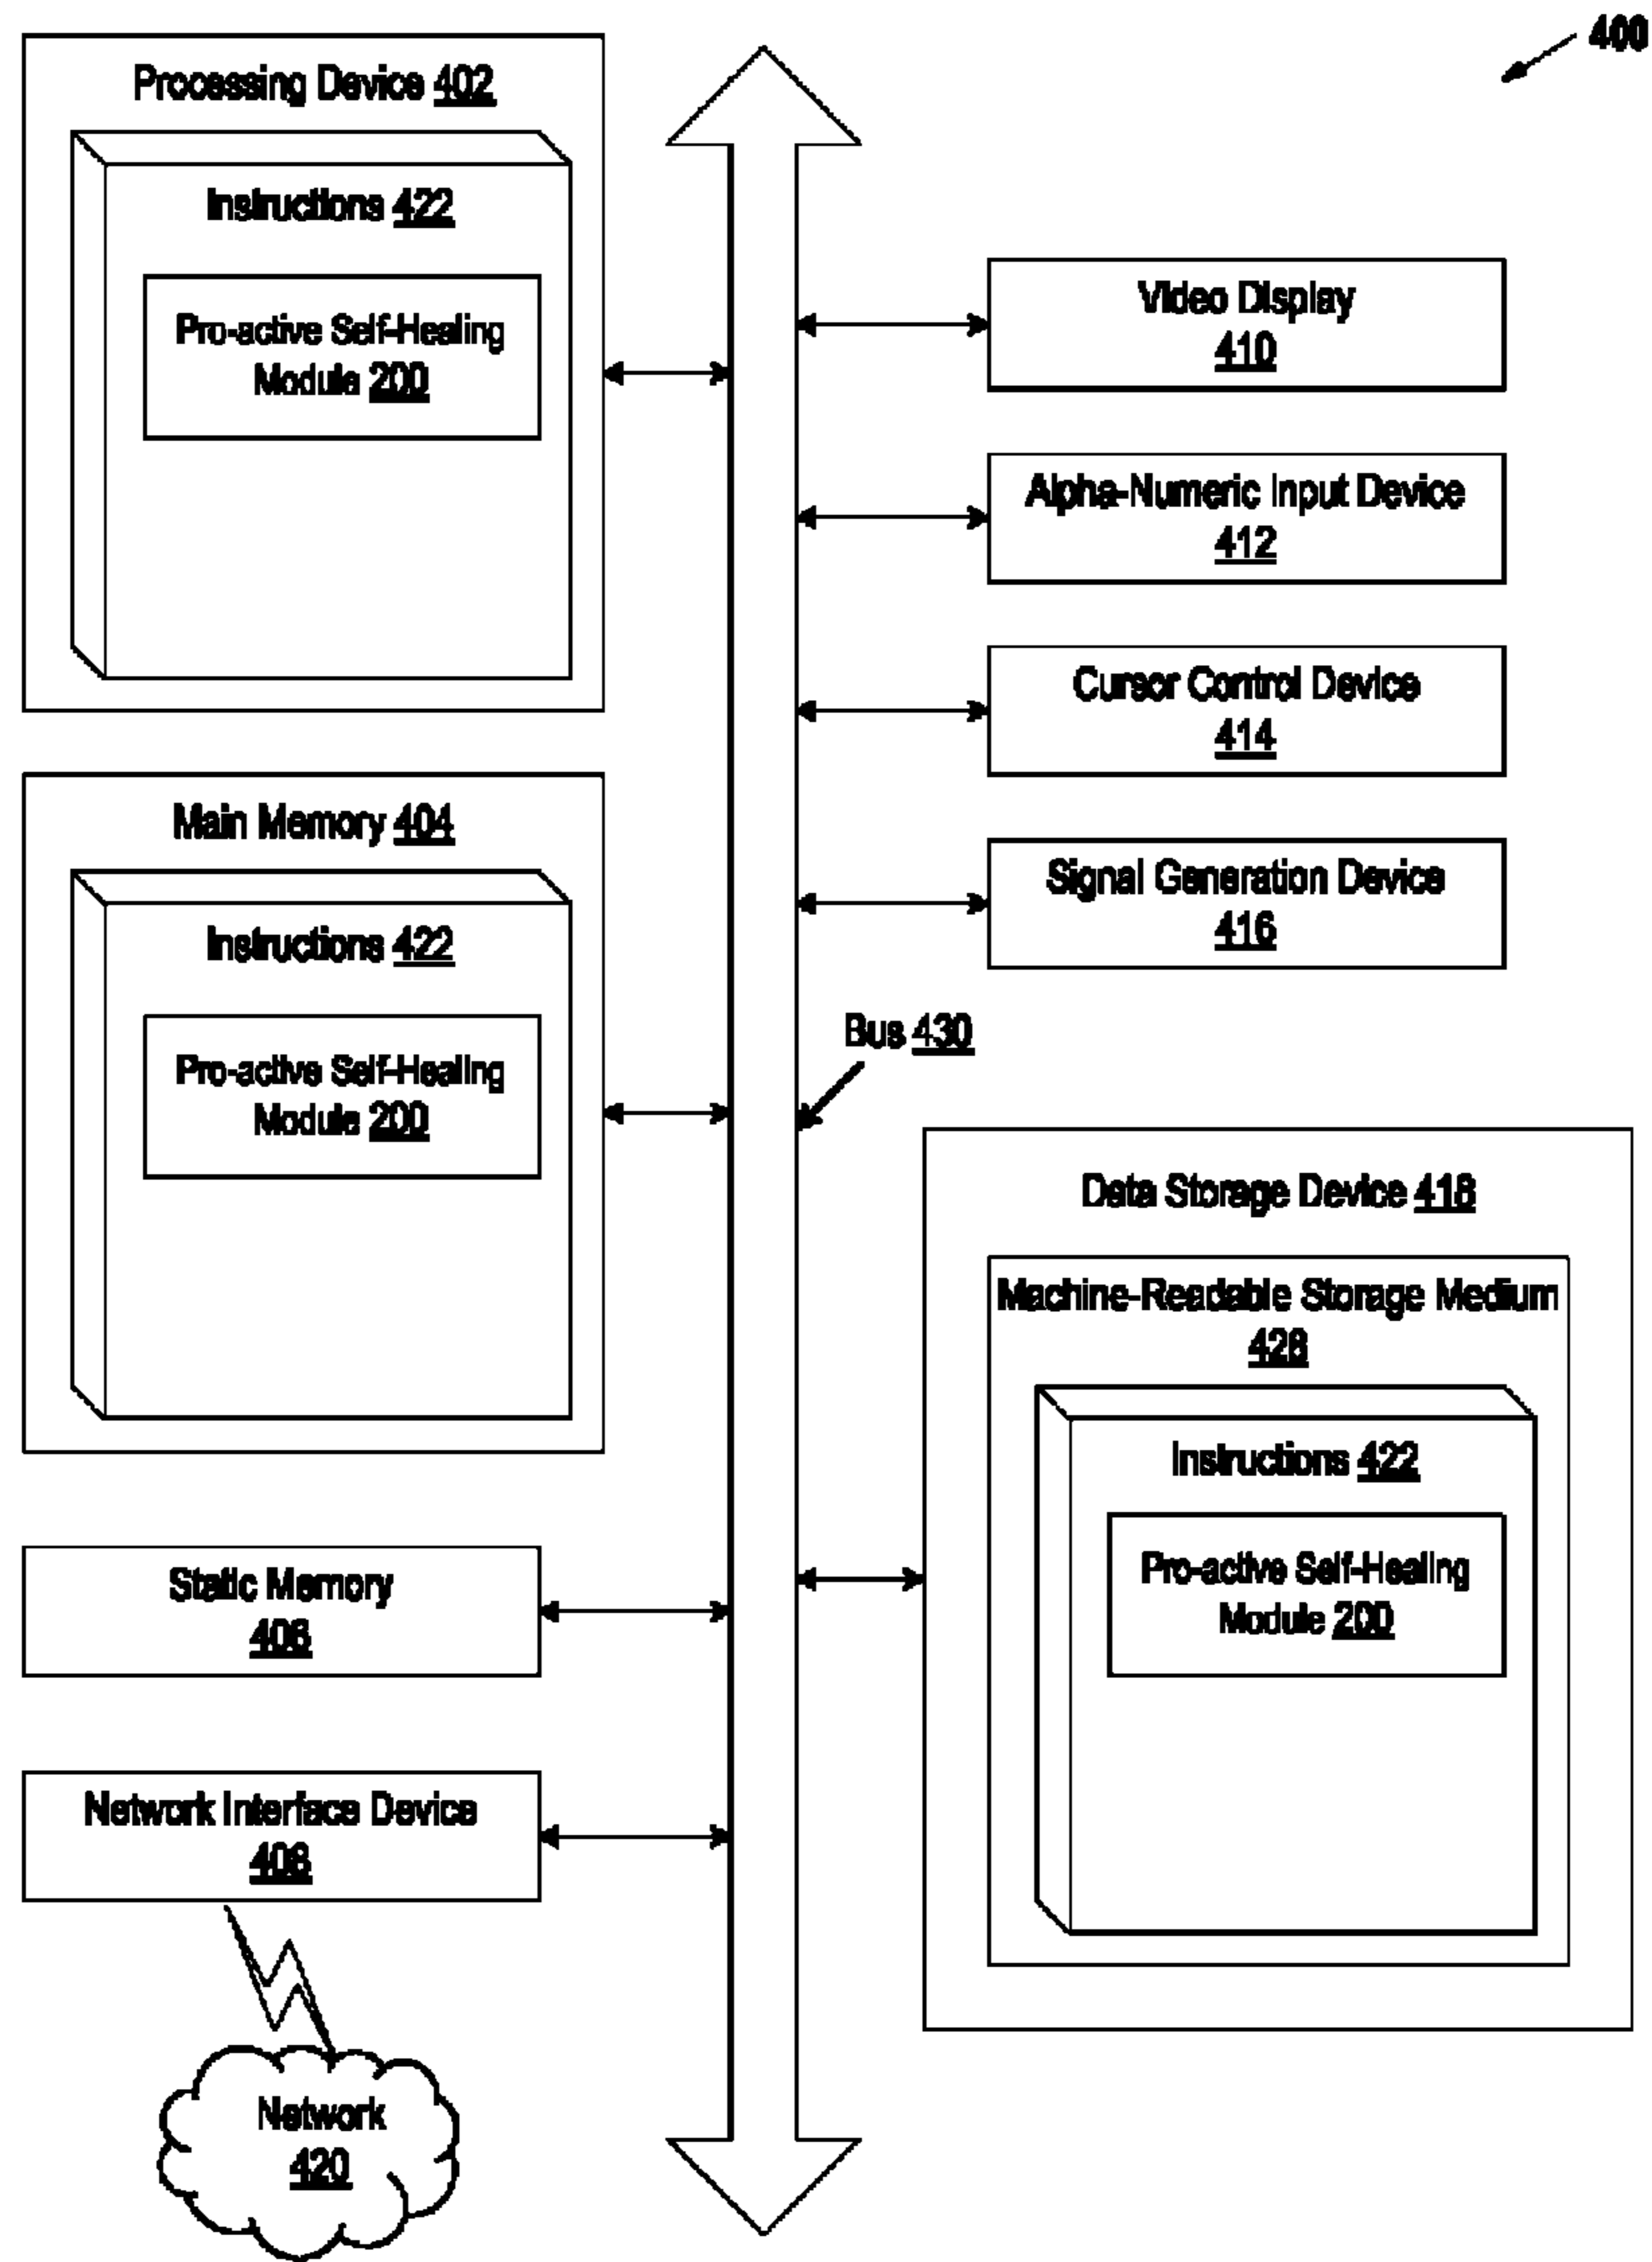 400
Processing Device 402
Instructions 422
Pro-active Self-Healing
Module 200
Main Memory 404
Instructions 422
Pro-active Self-Healing
Module 200
Static Memory
406
Network Interface Device
408
Network
420
Video Display
410
Alpha-Numeric Input Device
412
Cursor Control Device
414
Signal Generation Device
416
Bus 430
Data Storage Device 418
Machine-Readable Storage Medium
428
Instructions 422
Pro-active Self-Healing
Module 200